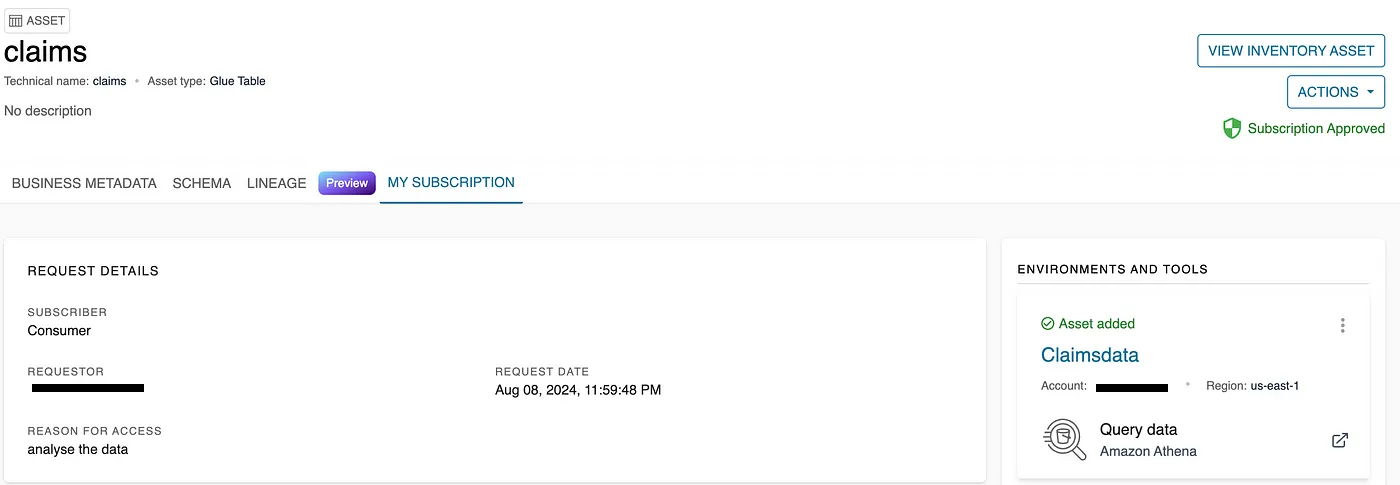 ASSET
claims
Technical name: claims • Asset type: Glue Table
No description
VIEW INVENTORY ASSET
ACTIONS
Subscription Approved
BUSINESS METADATA SCHEMA LINEAGE Preview MY SUBSCRIPTION
REQUEST DETAILS
SUBSCRIBER
Consumer
REQUESTOR
REQUEST DATE
Aug 08, 2024, 11:59:48 PM
REASON FOR ACCESS
analyse the data
ENVIRONMENTS AND TOOLS
Asset added
Claimsdata
Account: • Region: us-east-1
Query data
Amazon Athena